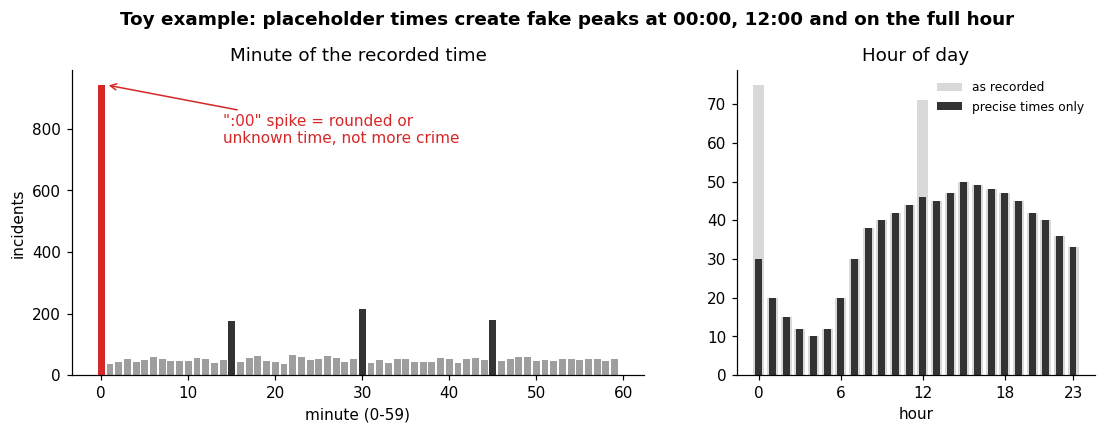 Toy example: placeholder times create fake peaks at 00:00, 12:00 and on the full hour
Minute of the recorded time
":00" spike = rounded or
unknown time, not more crime
incidents
800
600
400
200
0
0 10 20 30 40 50 60
minute (0-59)
Hour of day
as recorded
precise times only
70
60
50
40
30
20
10
0
0 6 12 18 23
hour